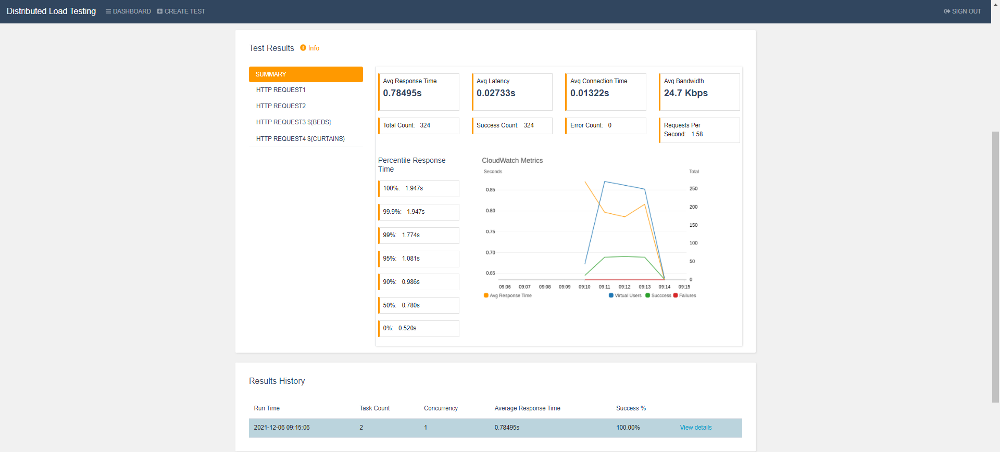 Distributed Load Testing DASHBOARD CREATE TEST SIGN OUT
Test Results Info
SUMMARY
HTTP REQUEST1
HTTP REQUEST2
HTTP REQUEST3 ${BEDS}
HTTP REQUEST4 ${CURTAINS}
Avg Response Time
0.78495s
Avg Latency
0.02733s
Avg Connection Time
0.01322s
Avg Bandwidth
24.7 Kbps
Total Count: 324
Success Count: 324
Error Count: 0
Requests Per
Second: 1.58
Percentile Response
Time
100%: 1.947s
99.9%: 1.947s
99%: 1.774s
95%: 1.081s
90%: 0.986s
50%: 0.780s
0%: 0.520s
CloudWatch Metrics
Seconds Total
0.85
0.80
0.75
0.70
0.65
250
200
150
100
50
0
09:06 09:07 09:08 09:09 09:10 09:11 09:12 09:13 09:14 09:15
Avg Response Time Virtual Users Succcess Failures
Results History
Run Time Task Count Concurrency Average Response Time Success %
2021-12-06 09:15:06 2 1 0.78495s 100.00% View details